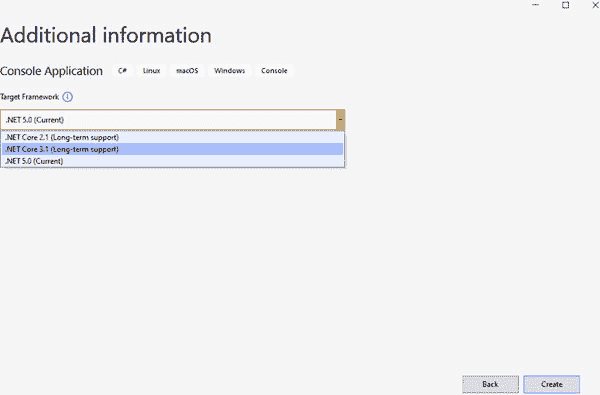 Additional information
Console Application C# Linux macOS Windows Console
Target Framework
.NET 5.0 (Current)
.NET Core 2.1 (Long-term support)
.NET Core 3.1 (Long-term support)
.NET 5.0 (Current)
Back Create